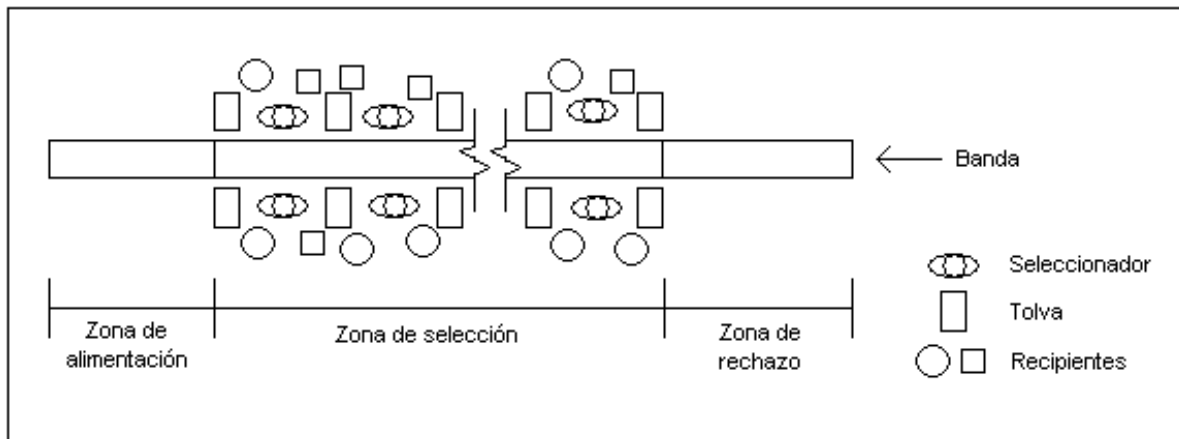 Banda
Seleccionador
Tolva
Recipientes
Zona de
alimentación
Zona de selección
Zona de
rechazo